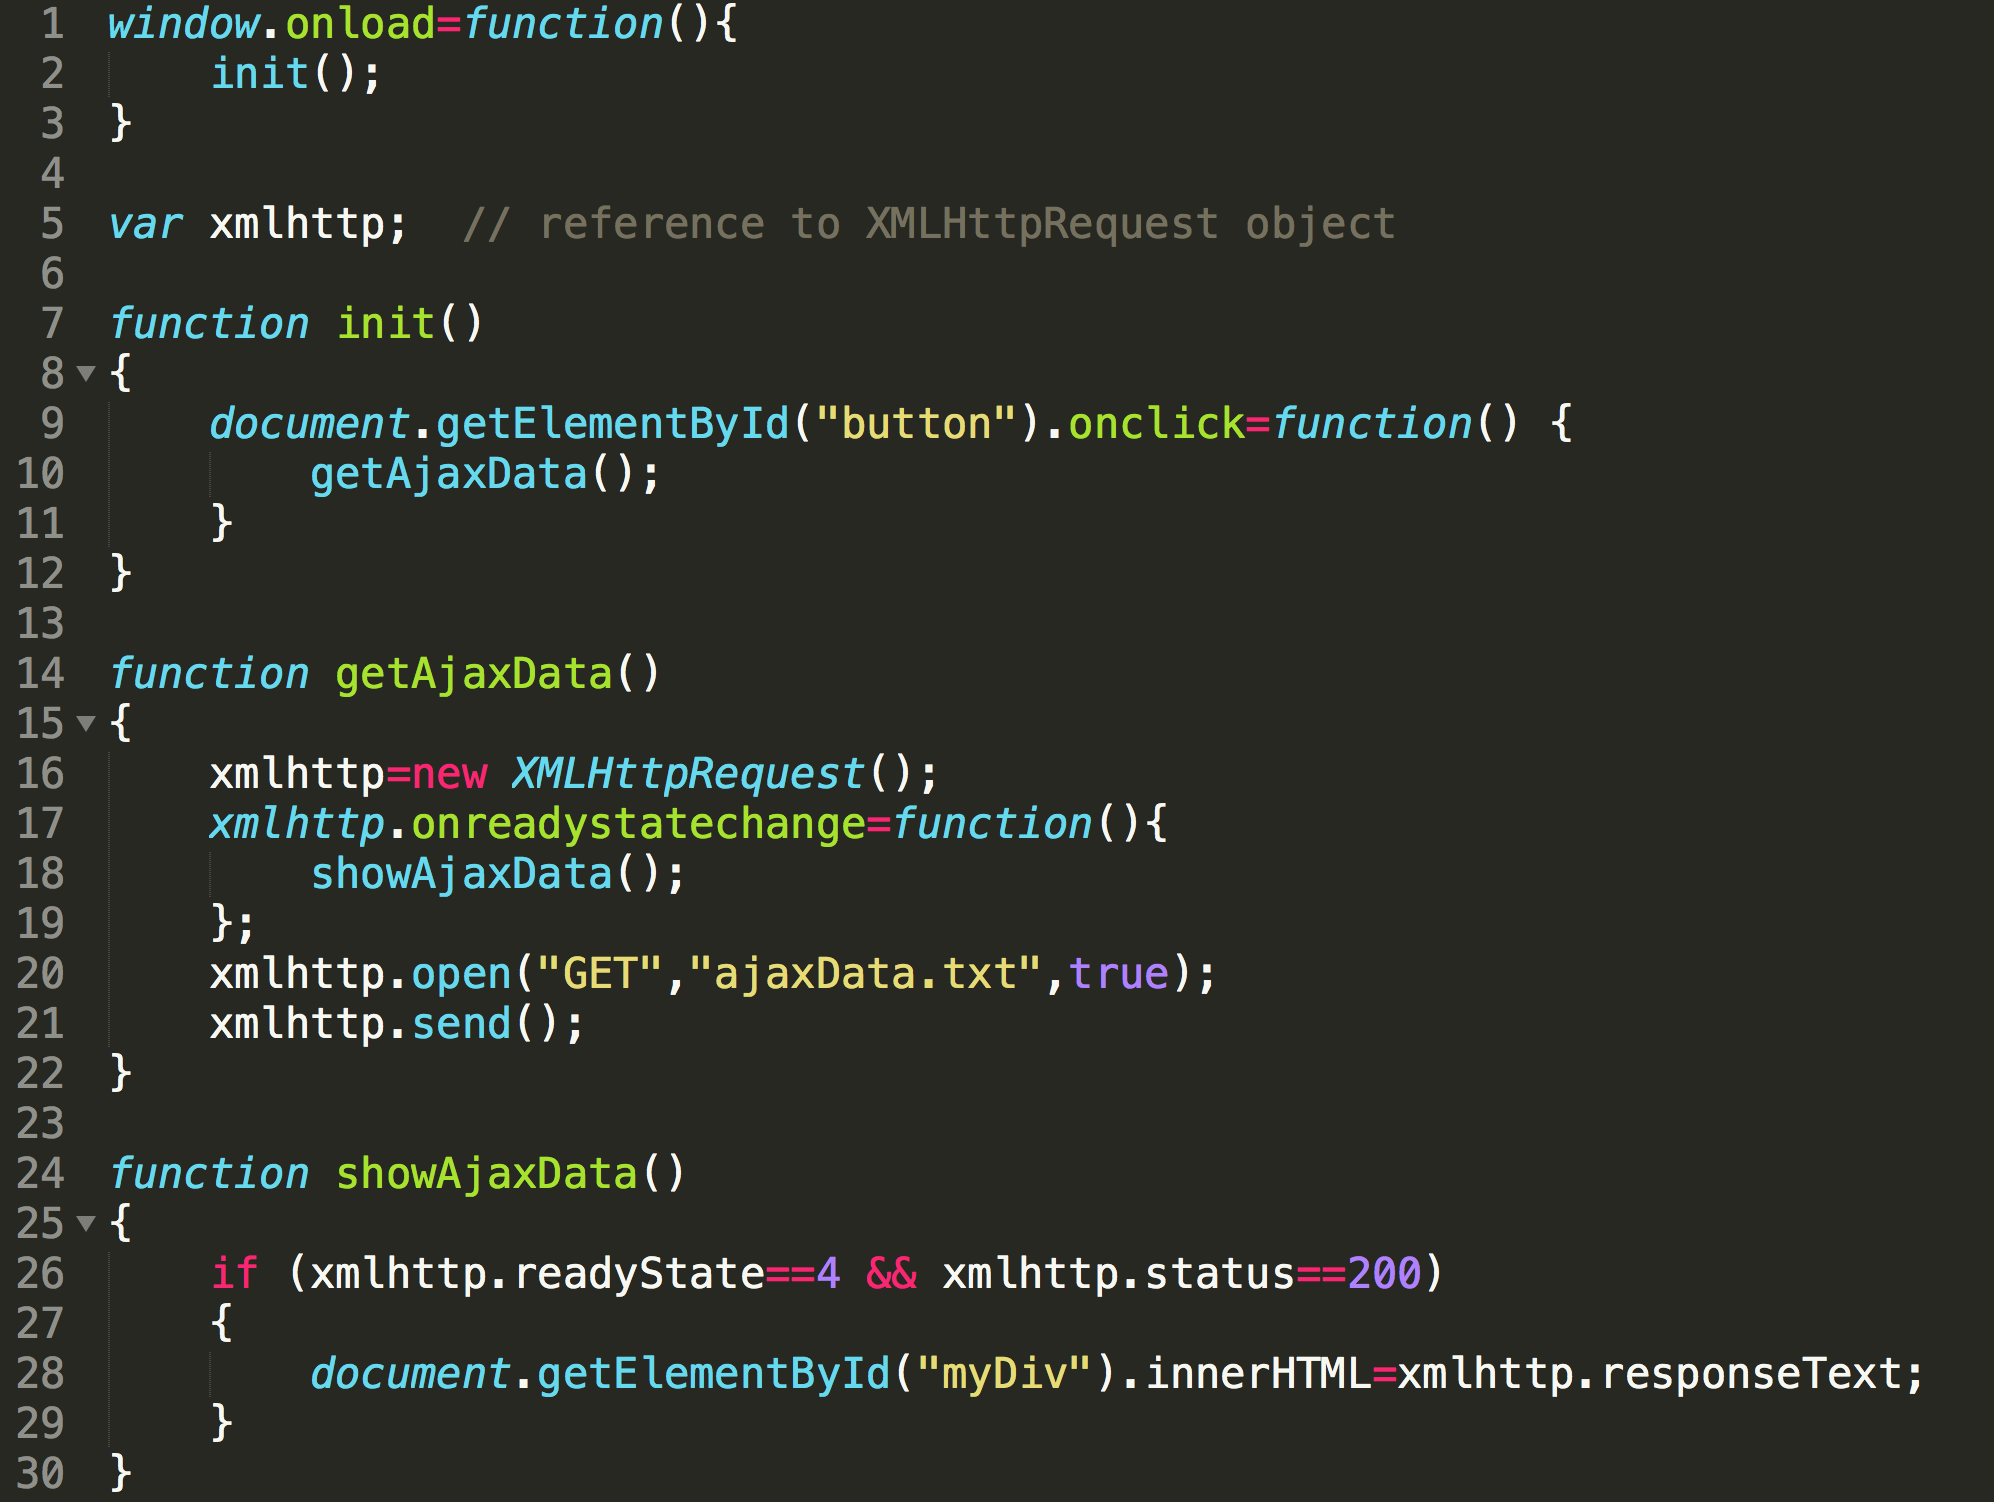 1 window.onload=function(){
2     init();
3 }
4
5 var xmlhttp;  // reference to XMLHttpRequest object
6
7 function init()
8 {
9     document.getElementById("button").onclick=function() {
10         getAjaxData();
11     }
12 }
13
14 function getAjaxData()
15 {
16     xmlhttp=new XMLHttpRequest();
17     xmlhttp.onreadystatechange=function(){
18         showAjaxData();
19     };
20     xmlhttp.open("GET","ajaxData.txt",true);
21     xmlhttp.send();
22 }
23
24 function showAjaxData()
25 {
26     if (xmlhttp.readyState==4 && xmlhttp.status==200)
27     {
28         document.getElementById("myDiv").innerHTML=xmlhttp.responseText;
29     }
30 }